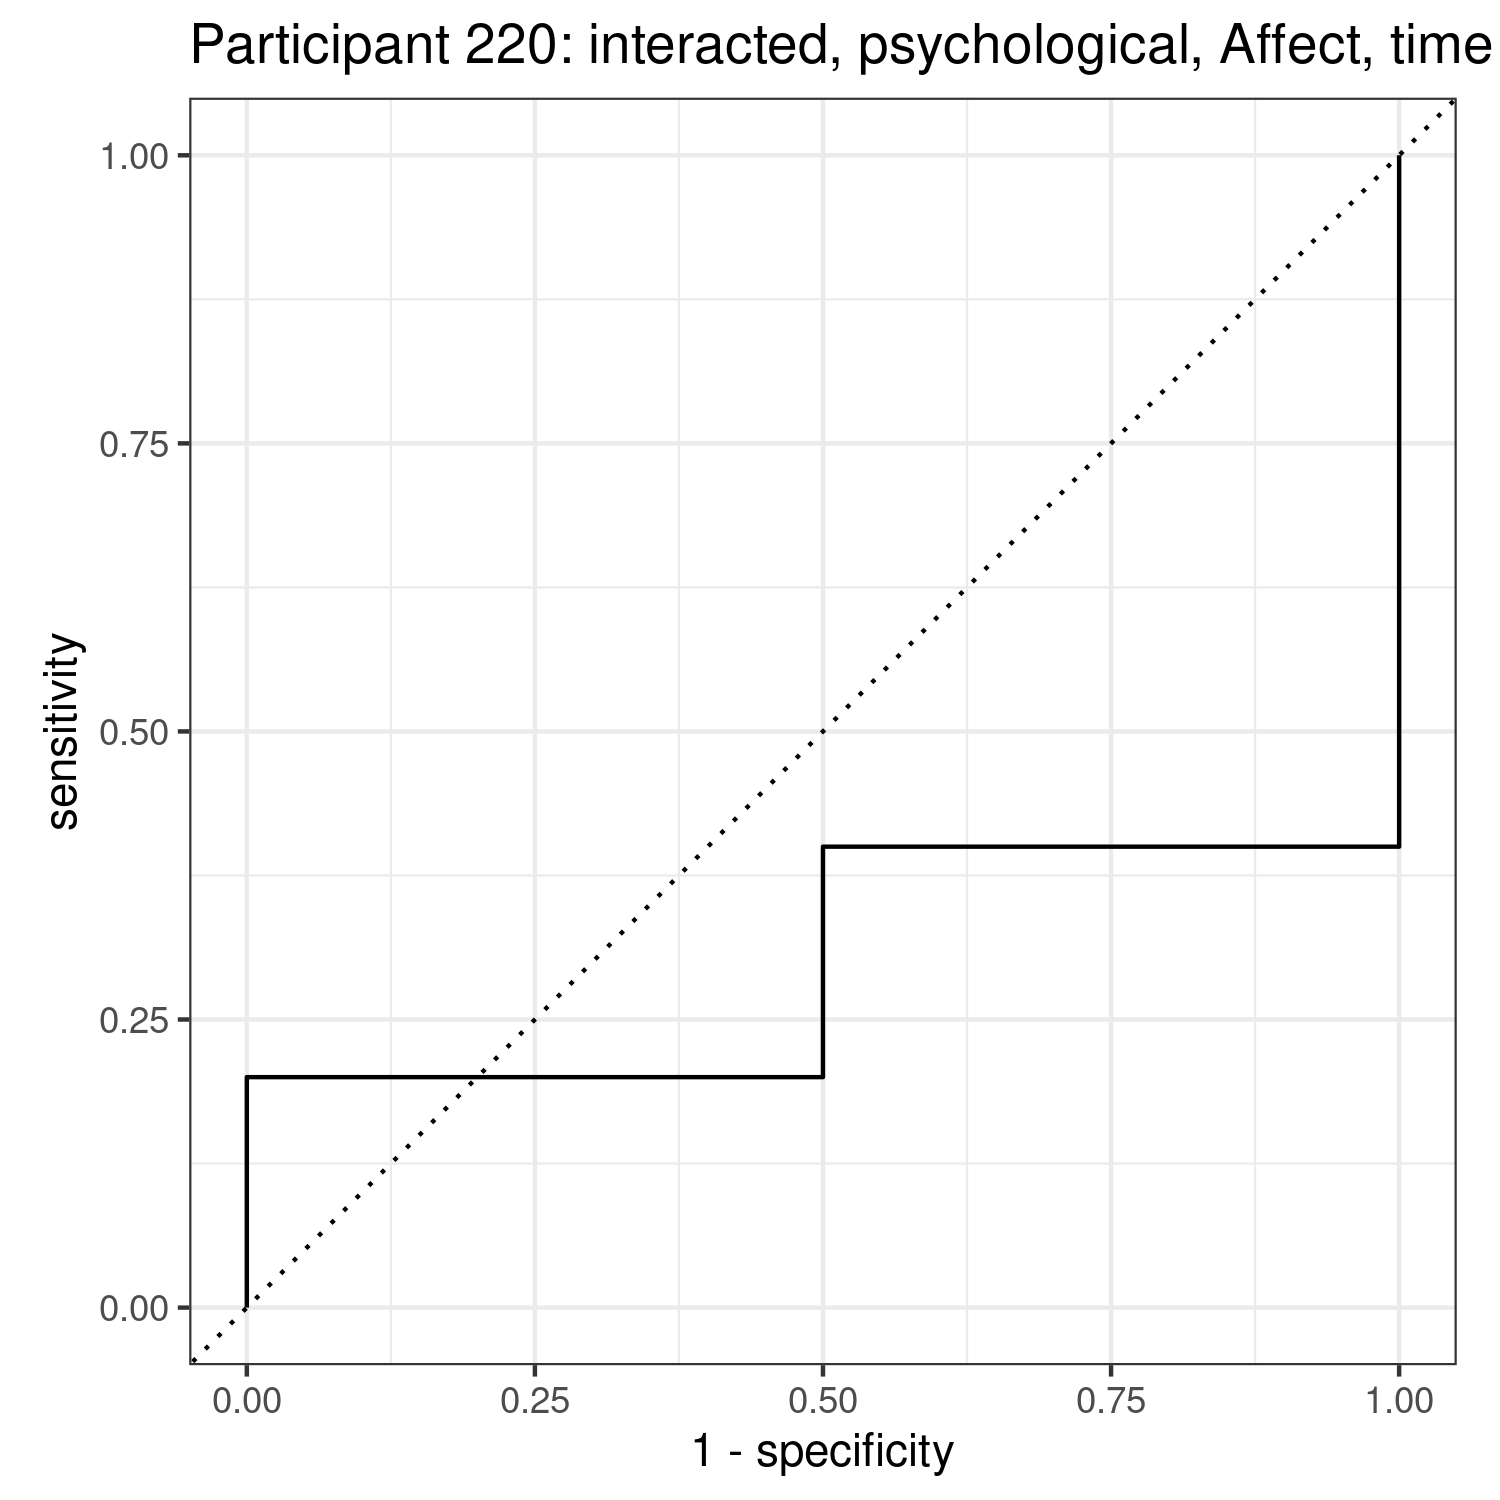 Participant 220: interacted, psychological, Affect, time
1.00
0.75
0.50
0.25
0.00
sensitivity
0.00 0.25 0.50 0.75 1.00
1 - specificity